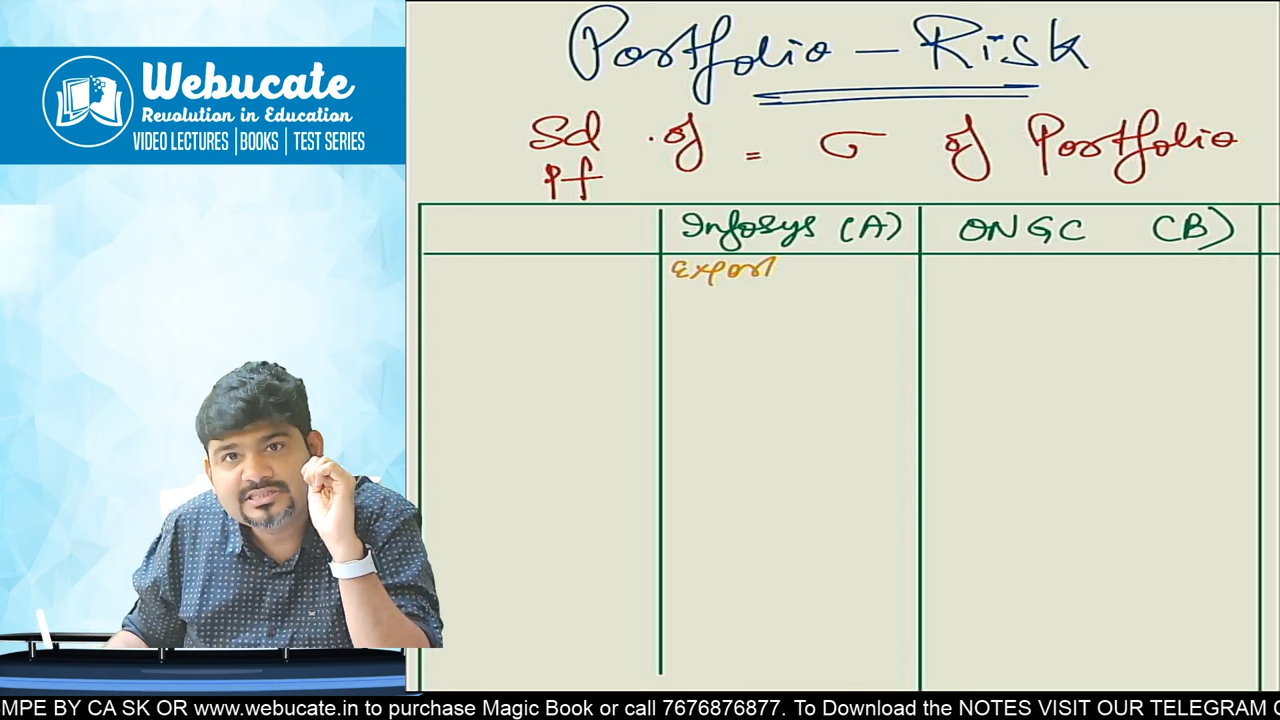 Webucate
Revolution in Education
VIDEO LECTURES | BOOKS | TEST SERIES
Portfolio - Risk
Sd of Pf = σ of Portfolio
Infosys (A) ONGC (B)
Export
MPE BY CA SK OR www.webucate.in to purchase Magic Book or call 7676876877. To Download the NOTES VISIT OUR TELEGRAM C